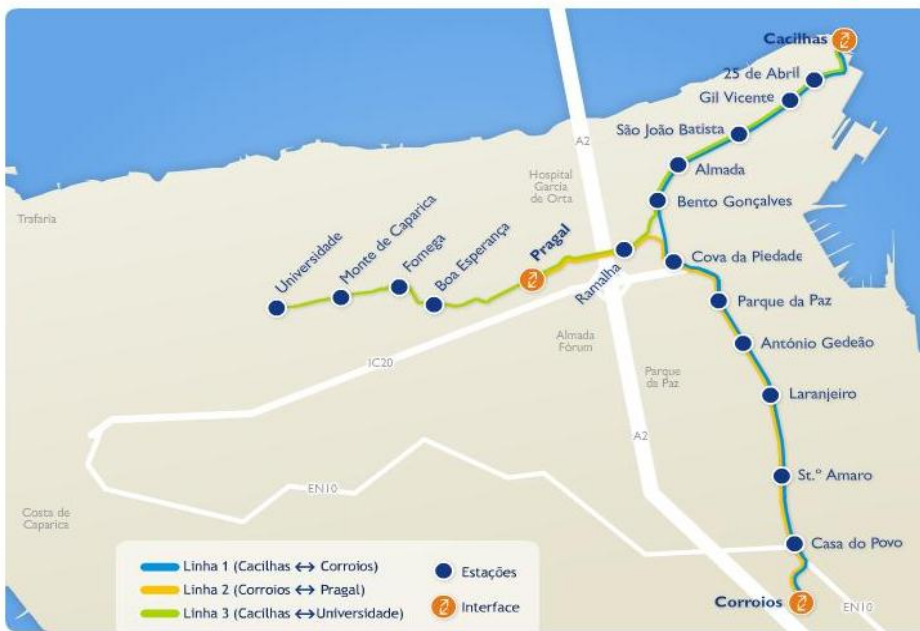 Cacilhas
25 de Abril
Gil Vicente
São João Batista
A2
Almada
Hospital
García
de Orta
Bento Gonçalves
Trafaria
Universidade
Monte de Caparica
Fomega
Boa Esperança
Pragal
Ramalha
Cova da Piedade
Parque da Paz
Almada
Fórum
António Gedeão
IC20
Parque
da Paz
Laranjeiro
A2
St.º Amaro
EN10
Costa de
Caparica
Casa do Povo
Linha 1 (Cacilhas ↔ Corroios)
Estações
Linha 2 (Corroios ↔ Pragal)
Linha 3 (Cacilhas ↔Universidade)
Interface
Corroios
EN10